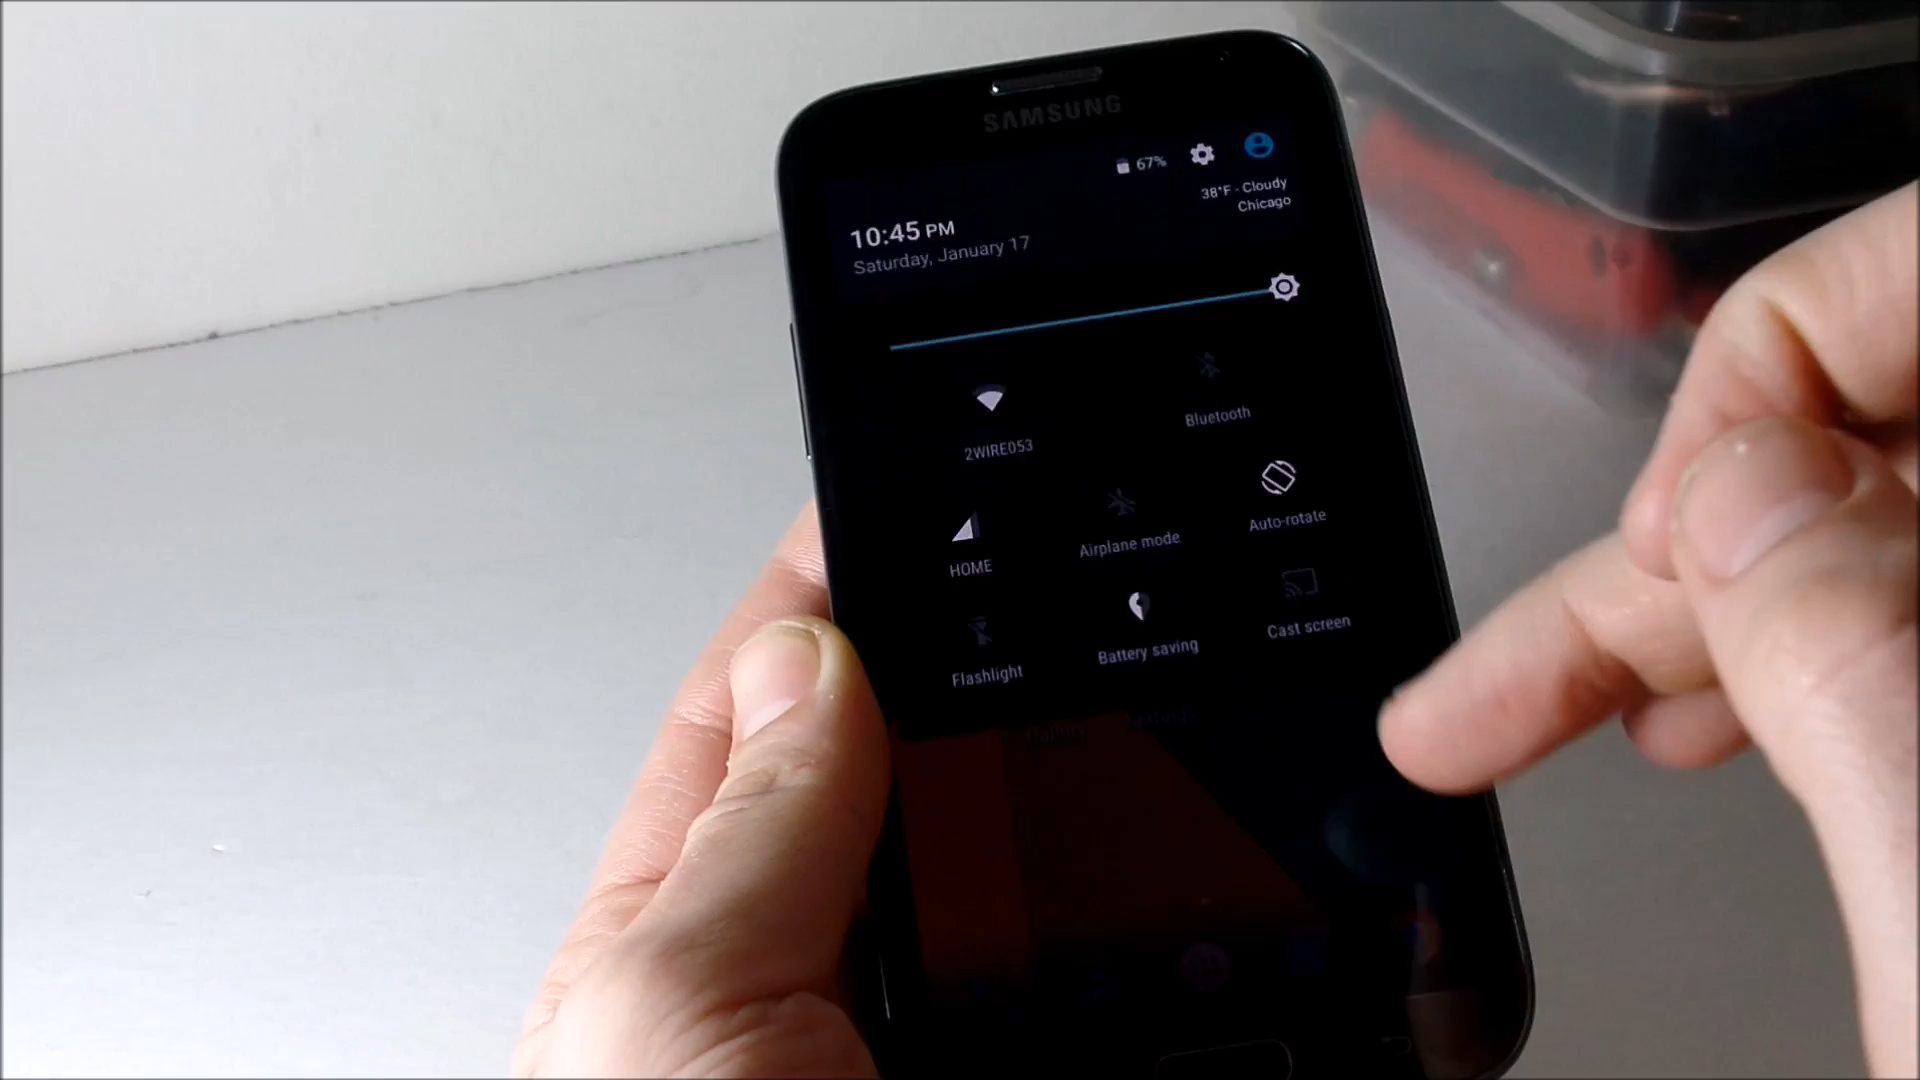 SAMSUNG
67%
38°F - Cloudy
Chicago
10:45 PM
Saturday, January 17
2WIRE053
Bluetooth
HOME
Airplane mode
Auto-rotate
Flashlight
Battery saving
Cast screen